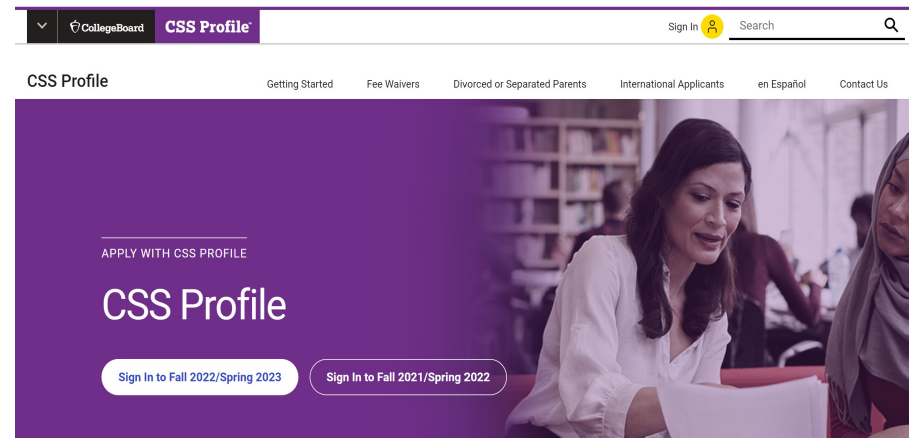 CollegeBoard CSS Profile™ Sign In Search
CSS Profile Getting Started Fee Waivers Divorced or Separated Parents International Applicants en Español Contact Us
APPLY WITH CSS PROFILE
CSS Profile
Sign In to Fall 2022/Spring 2023 Sign In to Fall 2021/Spring 2022